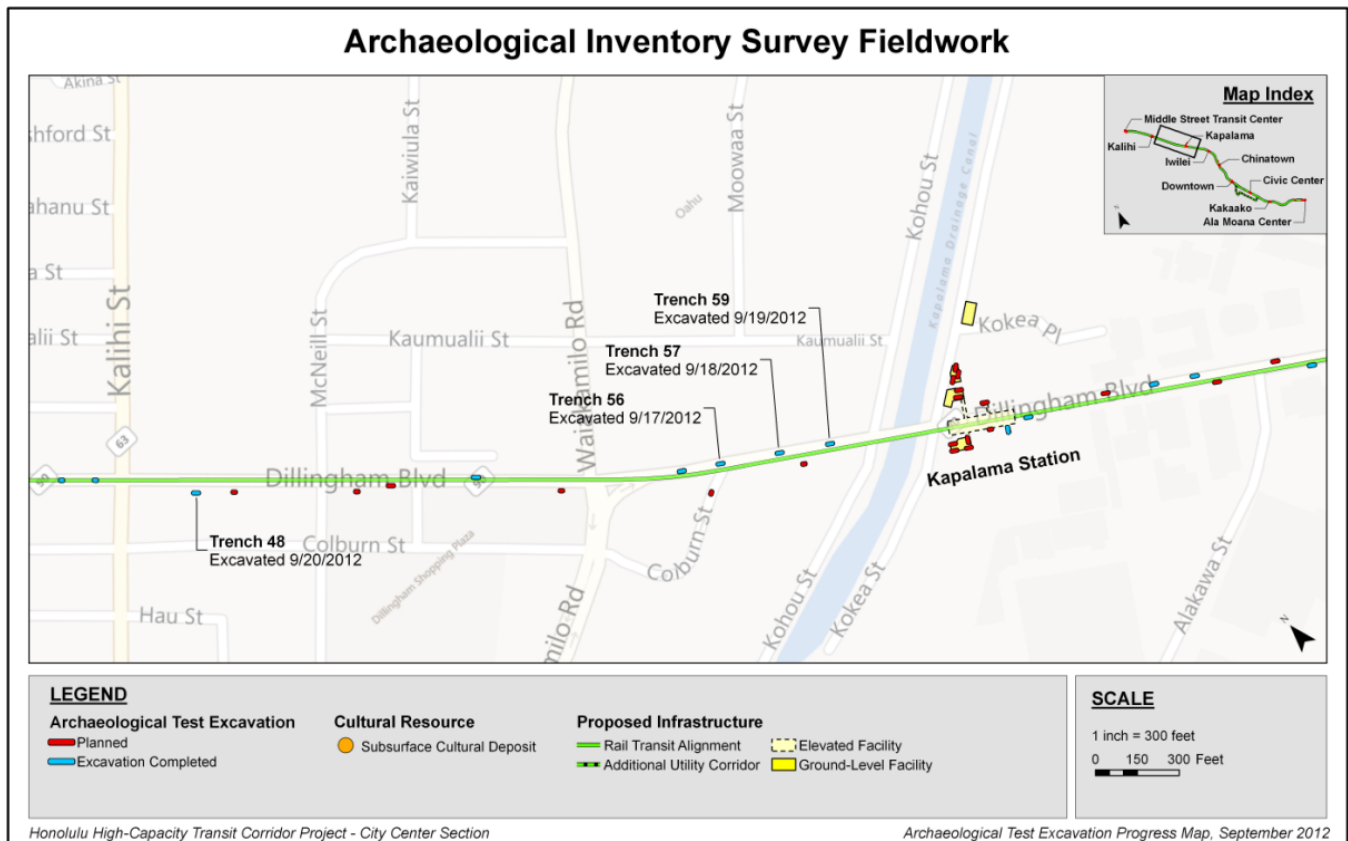 Archaeological Inventory Survey Fieldwork
Akina St
shford St
ahanu St
a St
alii St
Kalihi St
63
Kaiwiula St
McNeill St
Kaumualii St
Waiakamilo Rd
Oahu
Moowaa St
Kaumualii St
Kohou St
Kapalama Drainage Canal
Kokea Pl
Map Index
Middle Street Transit Center
Kapalama
Kalihi
Iwilei
Chinatown
Downtown
Civic Center
Kakaako
Ala Moana Center
N
Trench 59
Excavated 9/19/2012
Trench 57
Excavated 9/18/2012
Trench 56
Excavated 9/17/2012
Dillingham Blvd
Kapalama Station
Dillingham Blvd
Trench 48
Excavated 9/20/2012
Colburn St
Dillingham Shopping Plaza
Colburn St
Hau St
milo Rd
Kohou St
Kokea St
Alakawa St
N
LEGEND
Archaeological Test Excavation
Planned
Excavation Completed
Cultural Resource
Subsurface Cultural Deposit
Proposed Infrastructure
Rail Transit Alignment
Additional Utility Corridor
Elevated Facility
Ground-Level Facility
SCALE
1 inch = 300 feet
0 150 300 Feet
Honolulu High-Capacity Transit Corridor Project - City Center Section
Archaeological Test Excavation Progress Map, September 2012